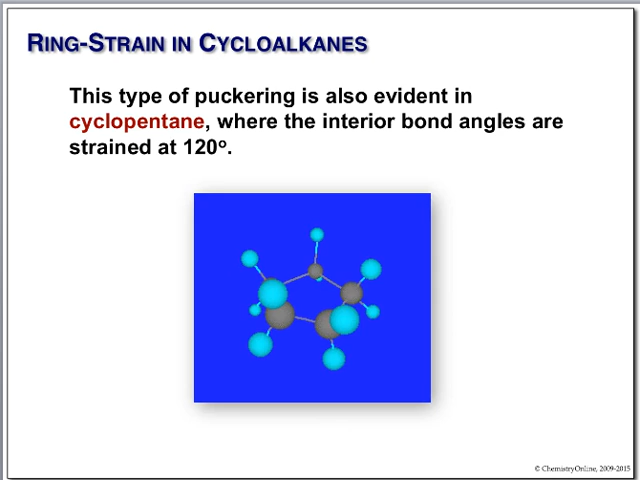 RING-STRAIN IN CYCLOALKANES
This type of puckering is also evident in
cyclopentane, where the interior bond angles are
strained at 120º.
© ChemistryOnline, 2009-2015